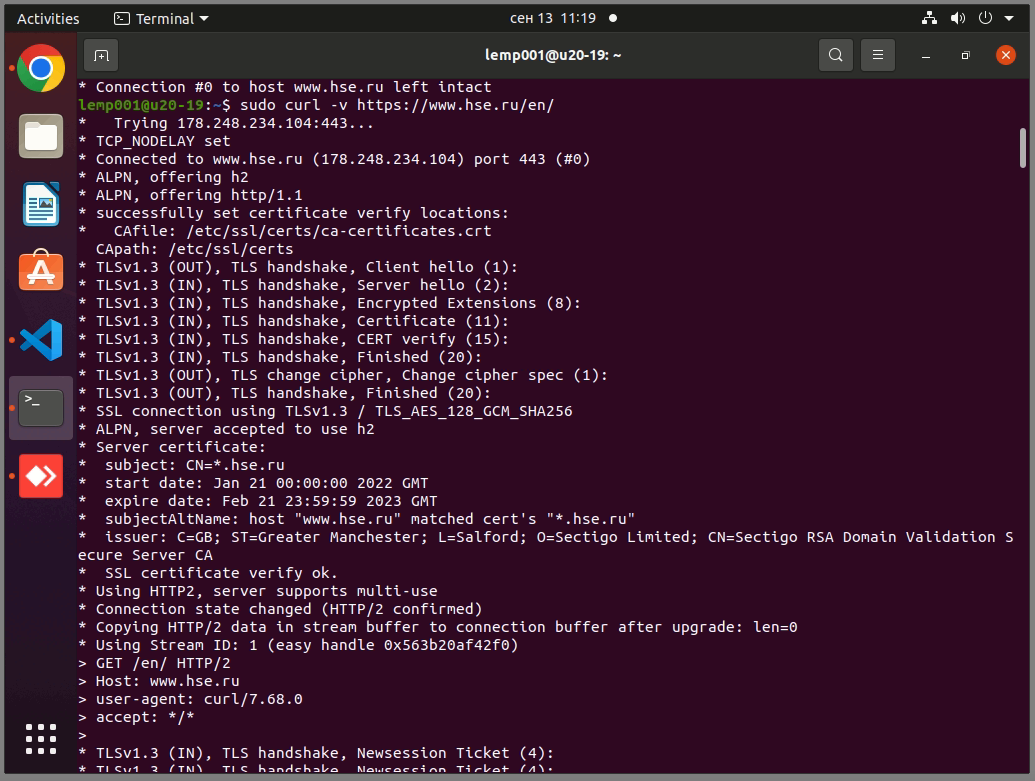 Activities
Terminal
сен 13 11:19
lemp001@u20-19: ~
* Connection #0 to host www.hse.ru left intact
lemp001@u20-19:~$ sudo curl -v https://www.hse.ru/en/
*   Trying 178.248.234.104:443...
* TCP_NODELAY set
* Connected to www.hse.ru (178.248.234.104) port 443 (#0)
* ALPN, offering h2
* ALPN, offering http/1.1
* successfully set certificate verify locations:
*   CAfile: /etc/ssl/certs/ca-certificates.crt
  CApath: /etc/ssl/certs
* TLSv1.3 (OUT), TLS handshake, Client hello (1):
* TLSv1.3 (IN), TLS handshake, Server hello (2):
* TLSv1.3 (IN), TLS handshake, Encrypted Extensions (8):
* TLSv1.3 (IN), TLS handshake, Certificate (11):
* TLSv1.3 (IN), TLS handshake, CERT verify (15):
* TLSv1.3 (IN), TLS handshake, Finished (20):
* TLSv1.3 (OUT), TLS change cipher, Change cipher spec (1):
* TLSv1.3 (OUT), TLS handshake, Finished (20):
* SSL connection using TLSv1.3 / TLS_AES_128_GCM_SHA256
* ALPN, server accepted to use h2
* Server certificate:
*  subject: CN=*.hse.ru
*  start date: Jan 21 00:00:00 2022 GMT
*  expire date: Feb 21 23:59:59 2023 GMT
*  subjectAltName: host "www.hse.ru" matched cert's "*.hse.ru"
*  issuer: C=GB; ST=Greater Manchester; L=Salford; O=Sectigo Limited; CN=Sectigo RSA Domain Validation S
ecure Server CA
*  SSL certificate verify ok.
* Using HTTP2, server supports multi-use
* Connection state changed (HTTP/2 confirmed)
* Copying HTTP/2 data in stream buffer to connection buffer after upgrade: len=0
* Using Stream ID: 1 (easy handle 0x563b20af42f0)
> GET /en/ HTTP/2
> Host: www.hse.ru
> user-agent: curl/7.68.0
> accept: */*
>
* TLSv1.3 (IN), TLS handshake, Newsession Ticket (4):
* TLSv1.3 (IN), TLS handshake, Newsession Ticket (4):